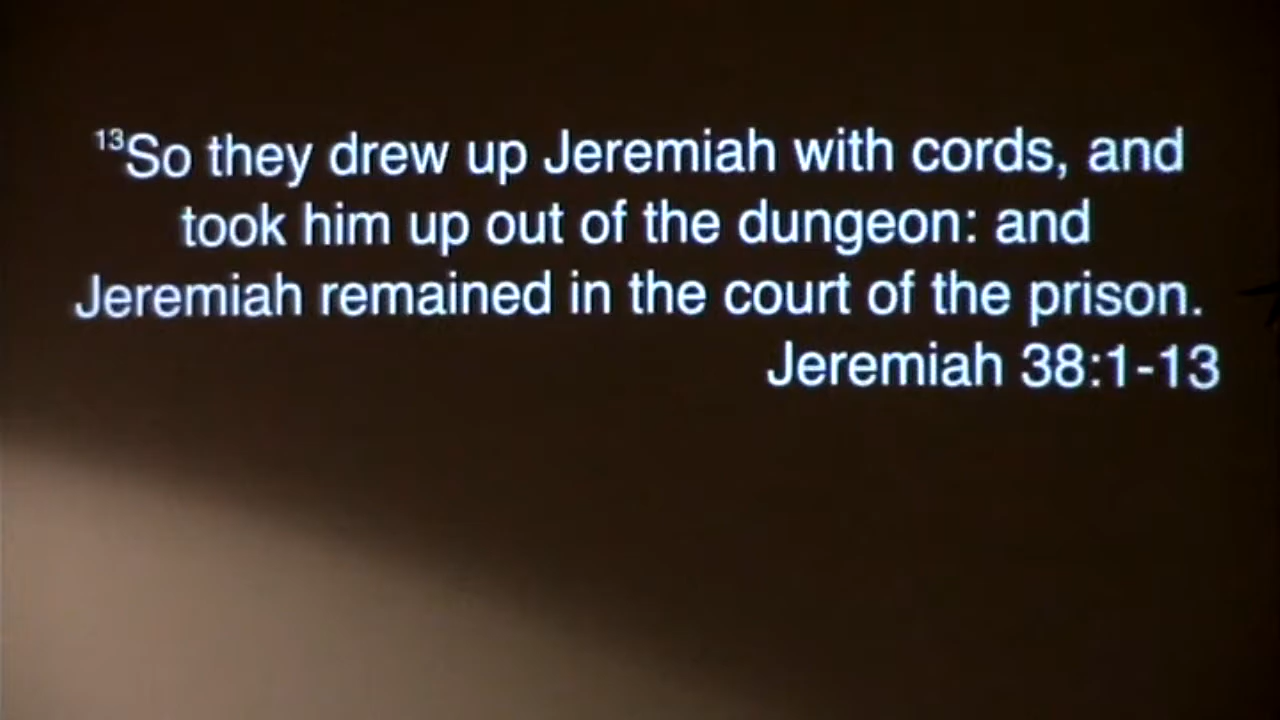 ¹³So they drew up Jeremiah with cords, and
took him up out of the dungeon: and
Jeremiah remained in the court of the prison.
Jeremiah 38:1-13